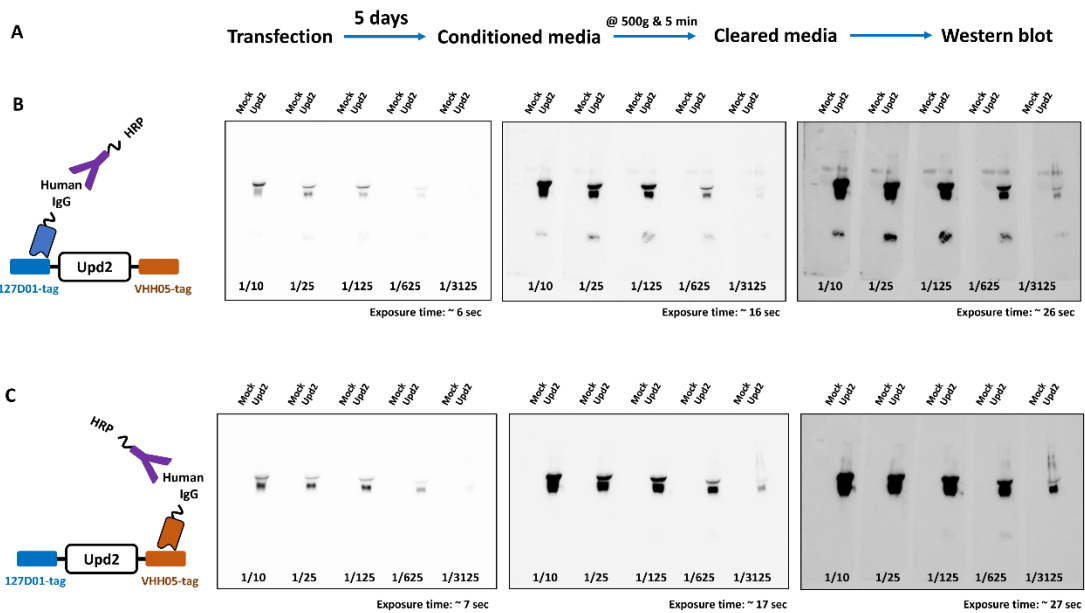 A
Transfection
5 days
Conditioned media
@ 500g & 5 min
Cleared media
Western blot
B
HRP
Human
IgG
Upd2
127D01-tag
VHH05-tag
Mock Upd2 Mock Upd2 Mock Upd2 Mock Upd2 Mock Upd2
1/10 1/25 1/125 1/625 1/3125
Exposure time: ~ 6 sec
Mock Upd2 Mock Upd2 Mock Upd2 Mock Upd2 Mock Upd2
1/10 1/25 1/125 1/625 1/3125
Exposure time: ~ 16 sec
Mock Upd2 Mock Upd2 Mock Upd2 Mock Upd2 Mock Upd2
1/10 1/25 1/125 1/625 1/3125
Exposure time: ~ 26 sec
C
HRP
Human
IgG
Upd2
127D01-tag
VHH05-tag
Mock Upd2 Mock Upd2 Mock Upd2 Mock Upd2 Mock Upd2
1/10 1/25 1/125 1/625 1/3125
Exposure time: ~ 7 sec
Mock Upd2 Mock Upd2 Mock Upd2 Mock Upd2 Mock Upd2
1/10 1/25 1/125 1/625 1/3125
Exposure time: ~ 17 sec
Mock Upd2 Mock Upd2 Mock Upd2 Mock Upd2 Mock Upd2
1/10 1/25 1/125 1/625 1/3125
Exposure time: ~ 27 sec